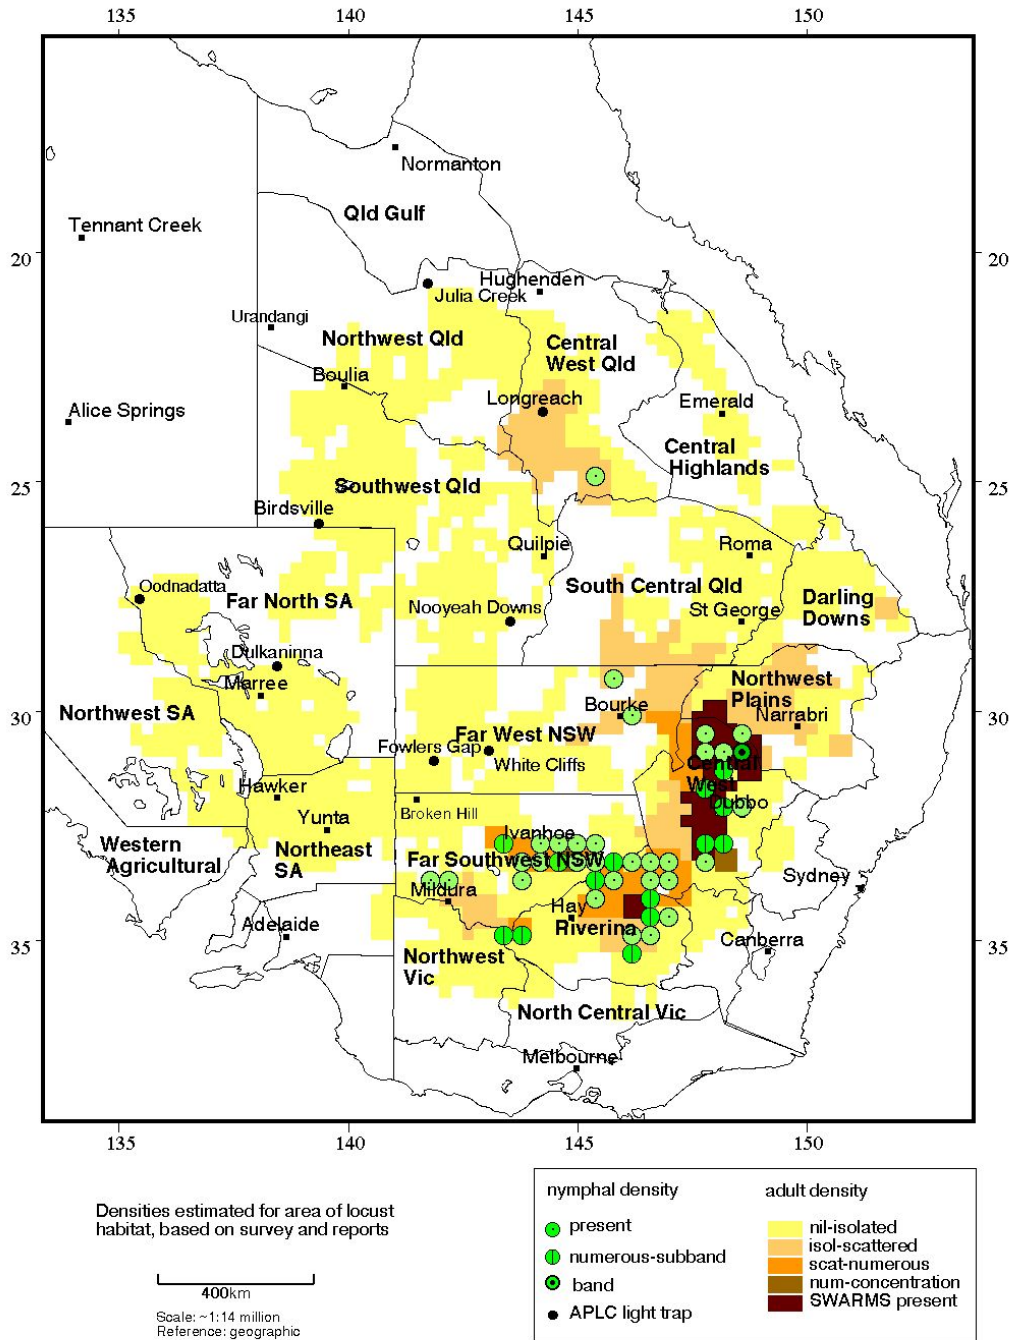 135
140
145
150
Normanton
Qld Gulf
Tennant Creek
20
20
Hughenden
Julia Creek
Urandangi
Northwest Qld
Central
West Qld
Boulia
Longreach
Emerald
Alice Springs
Central
Highlands
25
25
Southwest Qld
Birdsville
Quilpie
Roma
Oodnadatta
South Central Qld
Far North SA
Nooyeah Downs
St George
Darling
Downs
Dulkaninna
Marree
Northwest
Plains
30
30
Northwest SA
Bourke
Narrabri
Far West NSW
Fowlers Gap
White Cliffs
Central
West
Hawker
Broken Hill
Dubbo
Yunta
Ivanhoe
Western
Agricultural
Northeast
SA
Far Southwest NSW
Sydney
Mildura
Hay
Adelaide
Riverina
35
35
Canberra
Northwest
Vic
North Central Vic
Melbourne
135
140
145
150
Densities estimated for area of locust
habitat, based on survey and reports
400km
Scale: ~1:14 million
Reference: geographic
nymphal density
present
numerous-subband
band
APLC light trap
adult density
nil-isolated
isol-scattered
scat-numerous
num-concentration
SWARMS present